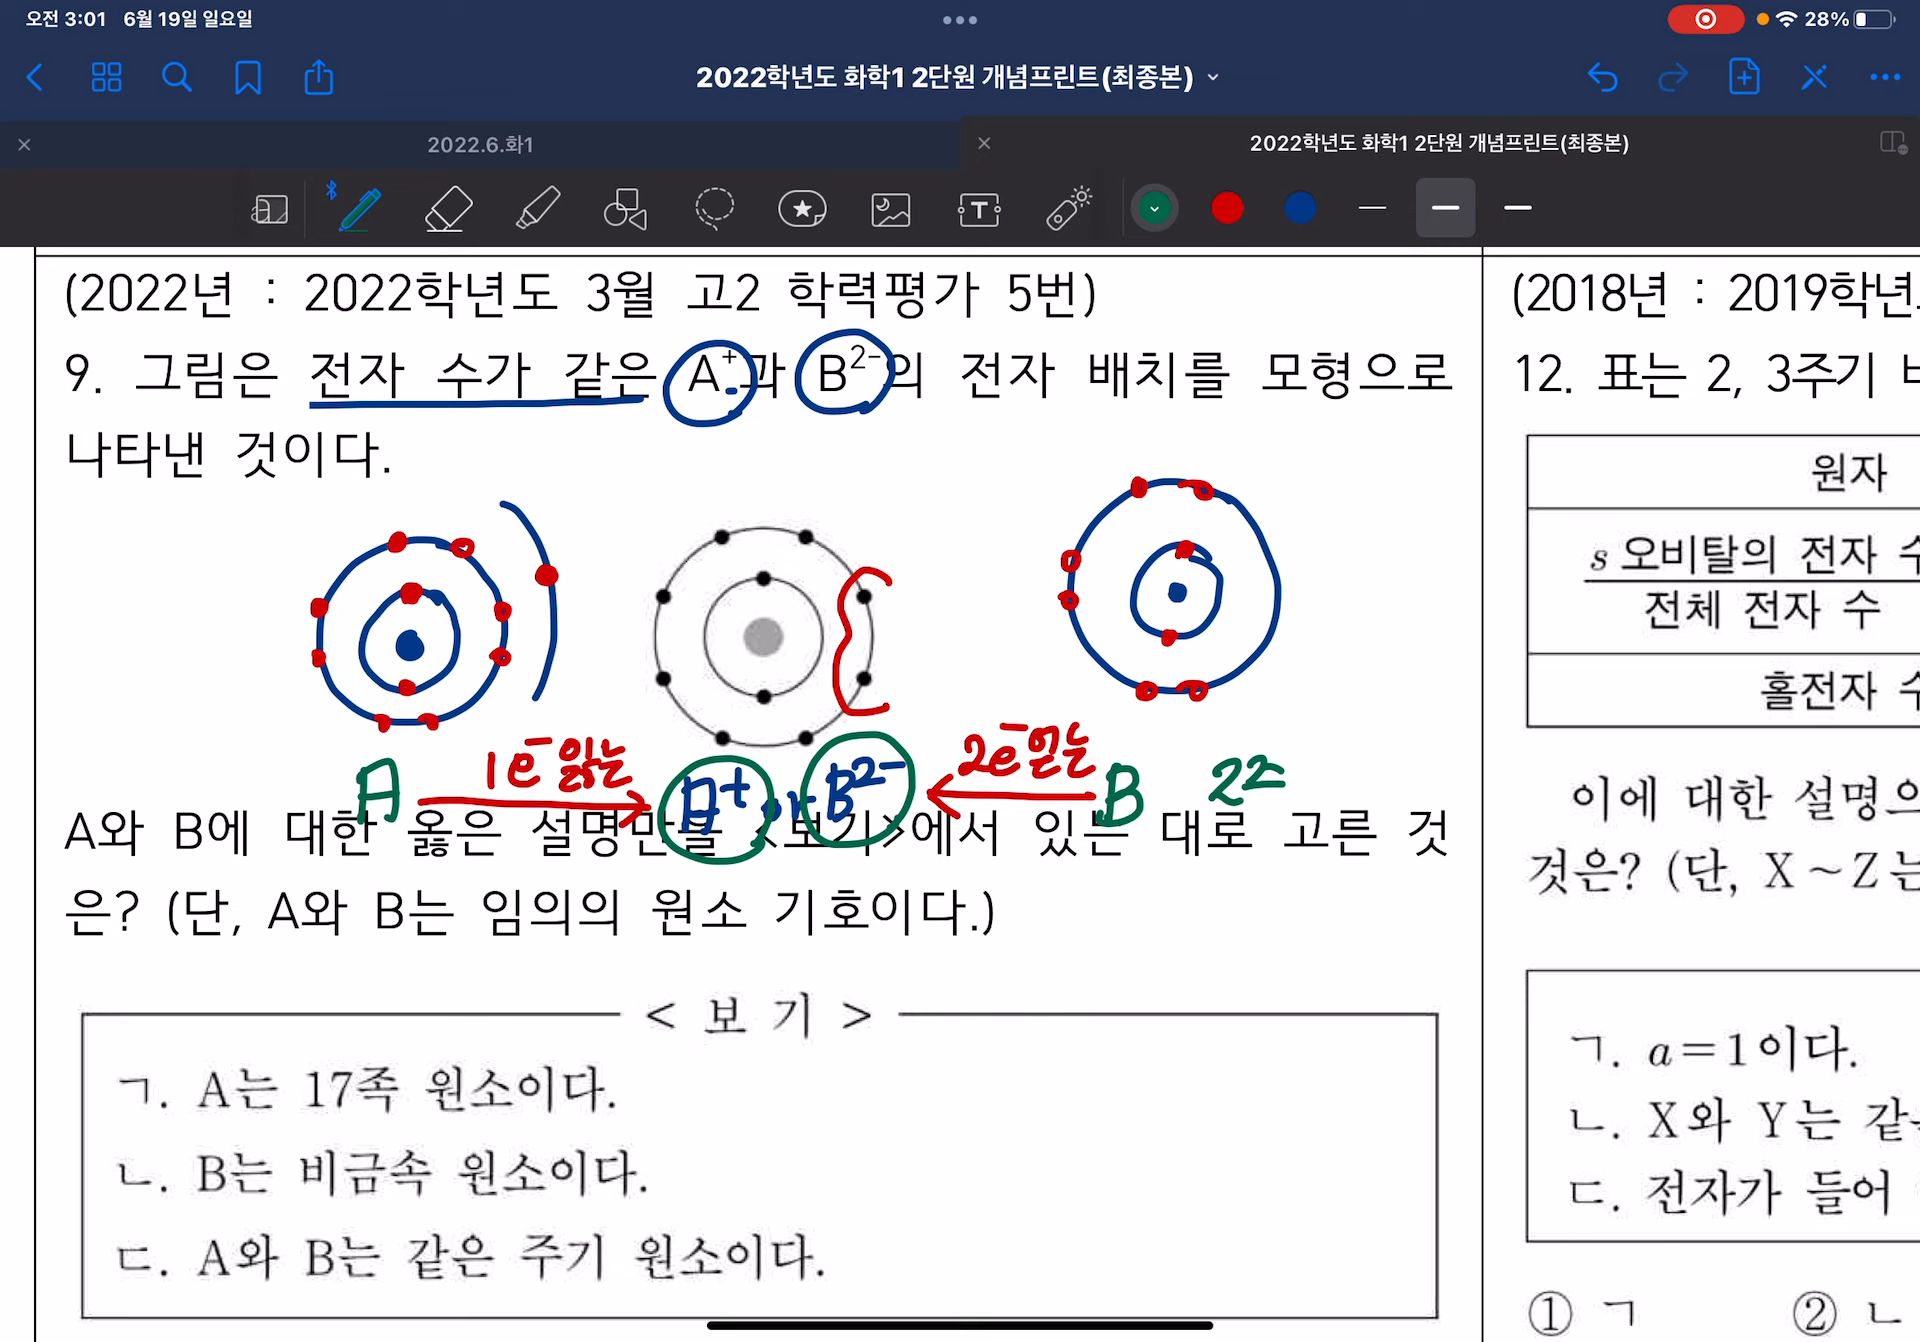 오전 3:01 6월 19일 일요일
28%
2022학년도 화학1 2단원 개념프린트(최종본)
2022.6.화1
2022학년도 화학1 2단원 개념프린트(최종본)
(2022년 : 2022학년도 3월 고2 학력평가 5번)
9. 그림은 전자 수가 같은 A⁺과 B²⁻의 전자 배치를 모형으로
나타낸 것이다.
A 1e⁻ 잃는 A⁺ or B²⁻ 2e⁻ 얻는 B
A와 B에 대한 옳은 설명만을 <보기>에서 있는 대로 고른 것
은? (단, A와 B는 임의의 원소 기호이다.)
< 보 기 >
ㄱ. A는 17족 원소이다.
ㄴ. B는 비금속 원소이다.
ㄷ. A와 B는 같은 주기 원소이다.
(2018년 : 2019학년
12. 표는 2, 3주기
원자
s 오비탈의 전자 수
전체 전자 수
홀전자 수
이에 대한 설명으
것은? (단, X～Z는
ㄱ. a=1이다.
ㄴ. X와 Y는 같
ㄷ. 전자가 들어
① ㄱ ② ㄴ